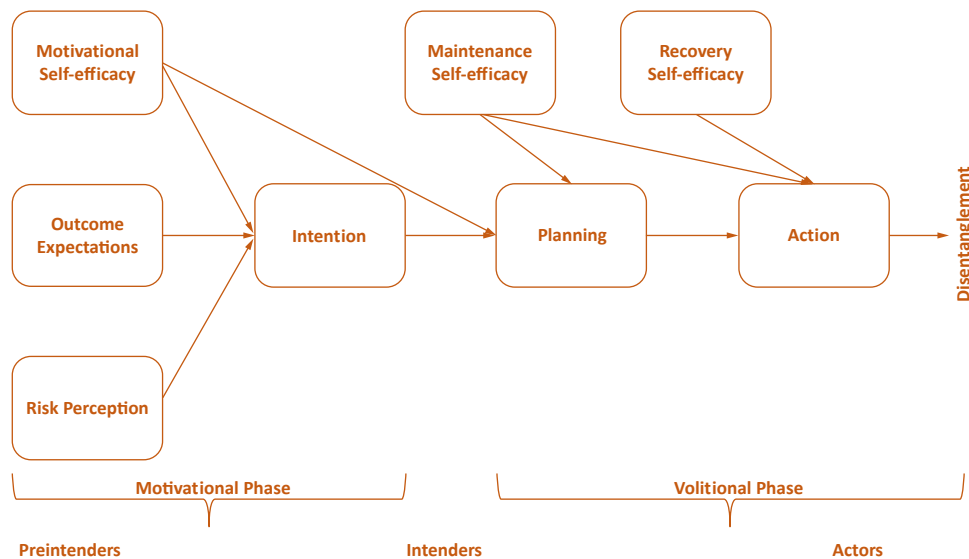 Motivational
Self-efficacy
Maintenance
Self-efficacy
Recovery
Self-efficacy
Outcome
Expectations
Intention
Planning
Action
Disentanglement
Risk Perception
Motivational Phase
Volitional Phase
Preintenders
Intenders
Actors